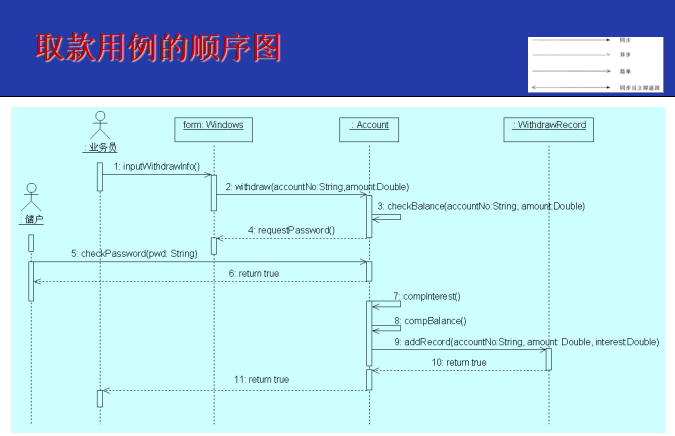 取款用例的顺序图
同步
异步
简单
同步且立即返回
: 业务员
form: Windows
: Account
: WithdrawRecord
1: inputWithdrawInfo()
: 储户
2: withdraw(accountNo:String,amount:Double)
3: checkBalance(accountNo:String, amount:Double)
4: requestPassword()
5: checkPassword(pwd: String)
6: return true
7: compInterest()
8: compBalance()
9: addRecord(accountNo:String, amount: Double, interest:Double)
10: return true
11: return true